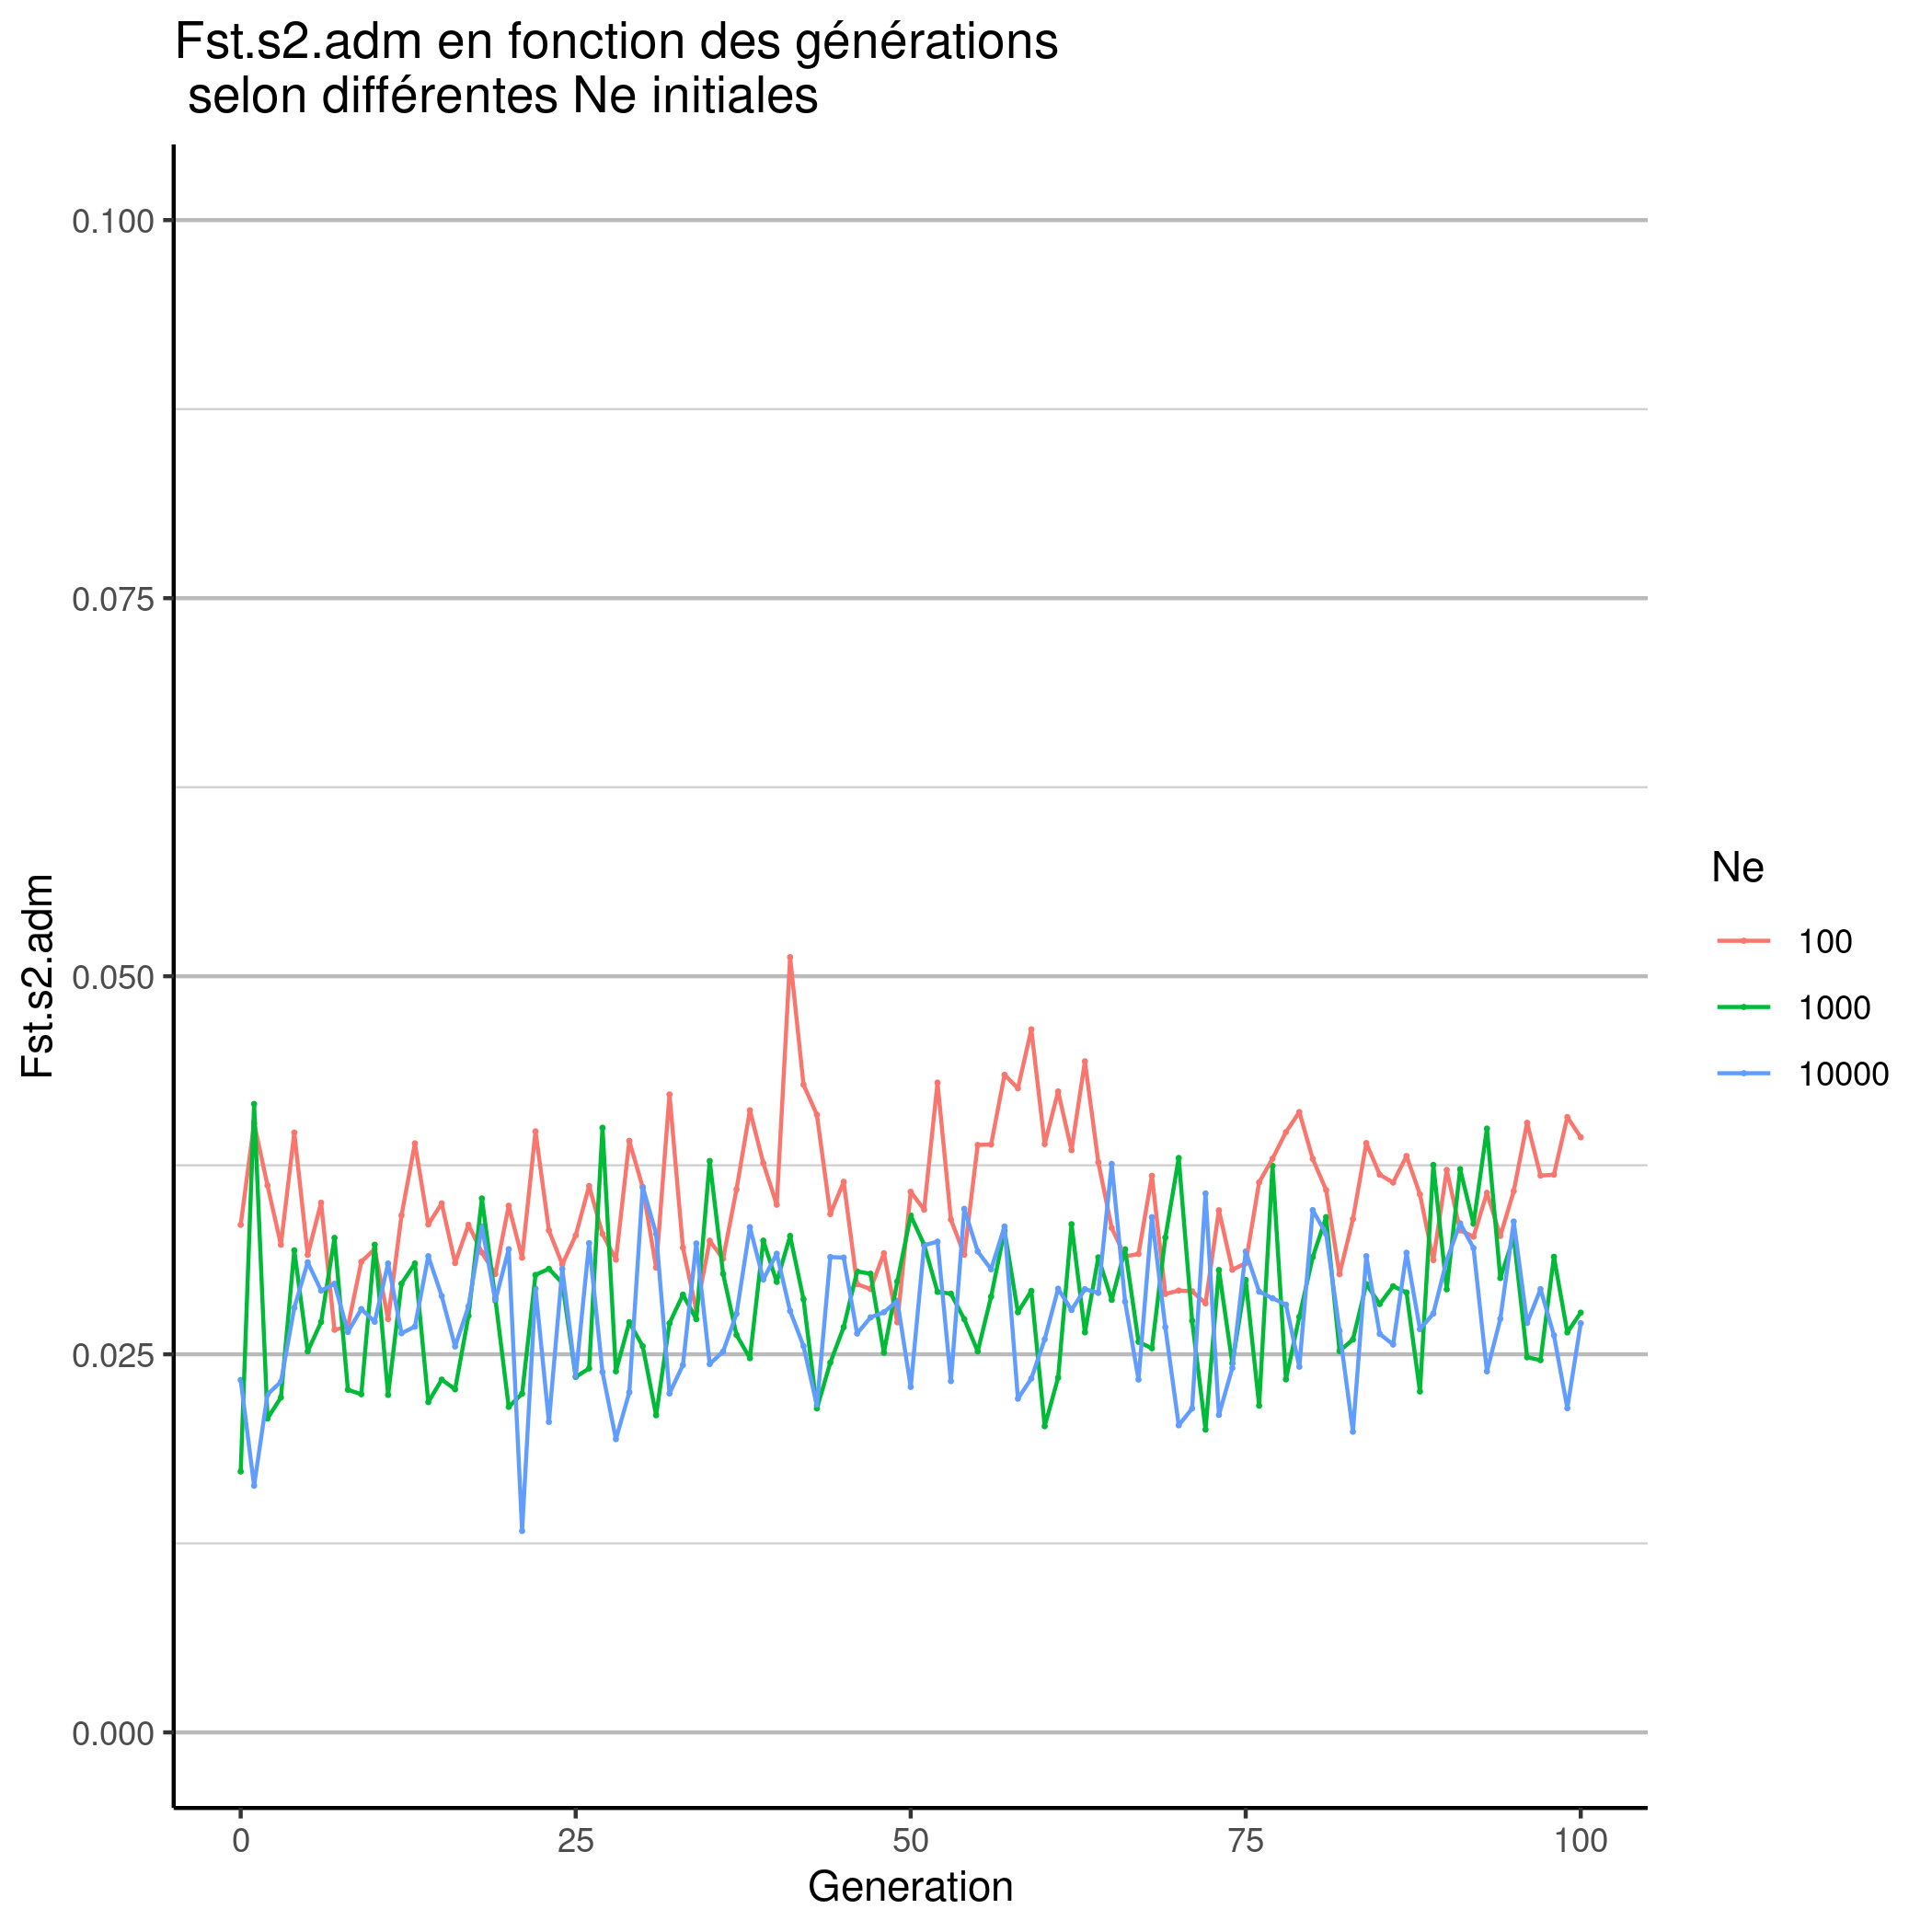 Fst.s2.adm en fonction des générations
selon différentes Ne initiales
0.100
0.075
0.050
0.025
0.000
Fst.s2.adm
0
25
50
75
100
Generation
Ne
100
1000
10000